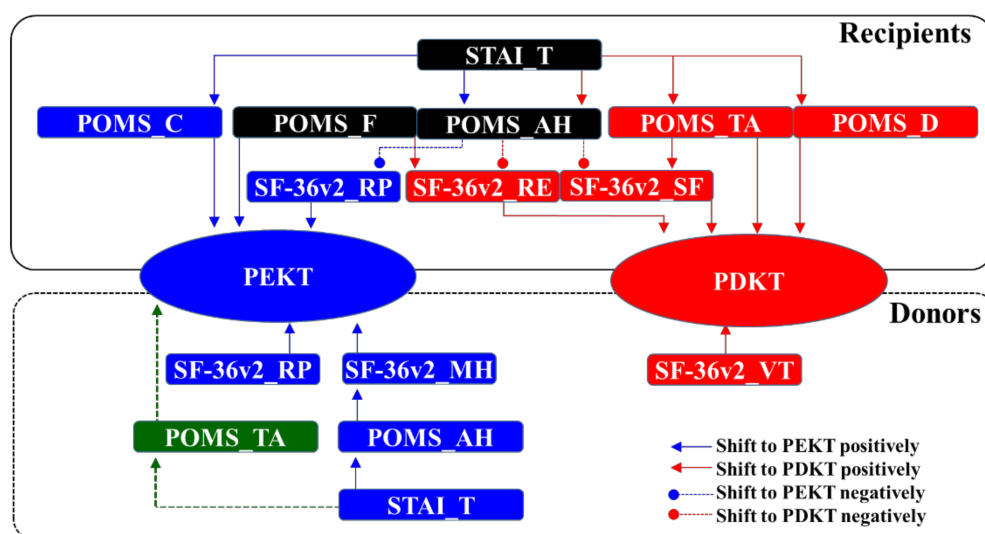 Recipients
STAI_T
POMS_C
POMS_F
POMS_AH
POMS_TA
POMS_D
SF-36v2_RP
SF-36v2_RE
SF-36v2_SF
PEKT
PDKT
Donors
SF-36v2_RP
SF-36v2_MH
SF-36v2_VT
POMS_TA
POMS_AH
STAI_T
Shift to PEKT positively
Shift to PDKT positively
Shift to PEKT negatively
Shift to PDKT negatively